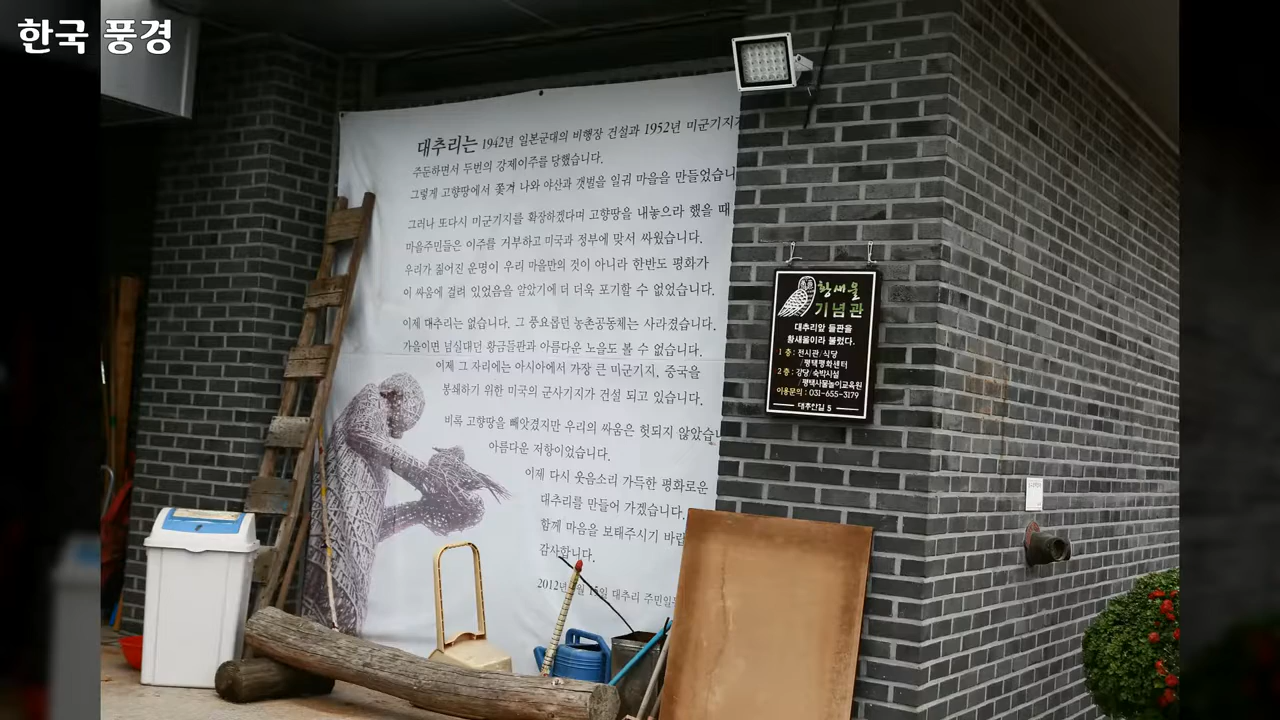 한국 풍경
대추리는 1942년 일본군대의 비행장 건설과 1952년 미군기지가
주둔하면서 두번의 강제이주를 당했습니다.
그렇게 고향땅에서 쫓겨 나와 야산과 갯벌을 일궈 마을을 만들었습니
그러나 또다시 미군기지를 확장하겠다며 고향땅을 내놓으라 했을 때
마을주민들은 이주를 거부하고 미국과 정부에 맞서 싸웠습니다.
우리가 짊어진 운명이 우리 마을만의 것이 아니라 한반도 평화가
이 싸움에 걸려 있었음을 알았기에 더 더욱 포기할 수 없었습니다.
이제 대추리는 없습니다. 그 풍요롭던 농촌공동체는 사라졌습니다.
가을이면 넘실대던 황금들판과 아름다운 노을도 볼 수 없습니다.
이제 그 자리에는 아시아에서 가장 큰 미군기지, 중국을
봉쇄하기 위한 미국의 군사기지가 건설 되고 있습니다.
비록 고향땅을 빼앗겼지만 우리의 싸움은 헛되지 않았습니
아름다운 저항이었습니다.
이제 다시 웃음소리 가득한 평화로운
대추리를 만들어 가겠습니다.
함께 마음을 보태주시기 바랍
감사합니다.
2012년 월 15일 대추리 주민일
황새울
기념관
대추리앞 들판을
황새울이라 불렀다.
1층 : 전시관/식당
/평택평화센터
2층 : 강당/숙박시설
/평택사물놀이교육원
이용문의 : 031-655-3179
대추안길 5